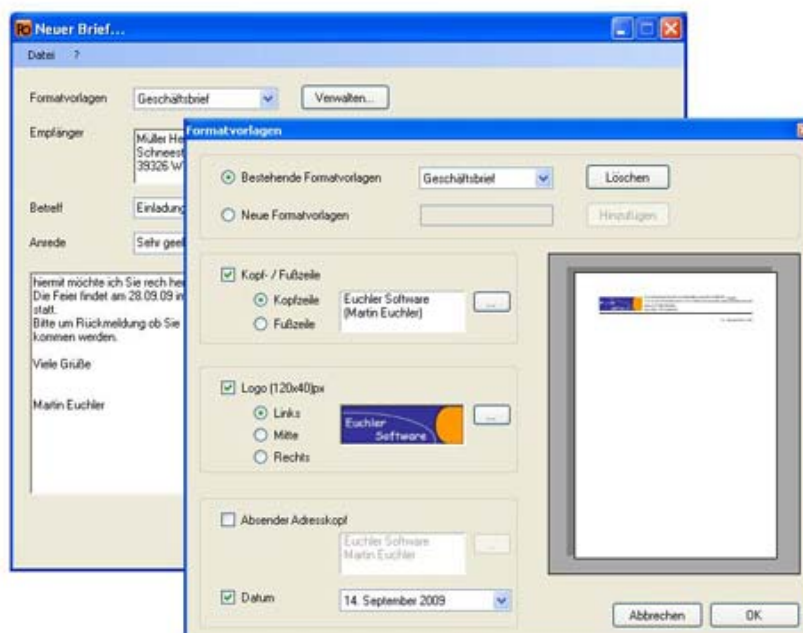 Neuer Brief...
Datei ?
Formatvorlagen Geschäftsbrief Verwalten...
Empfänger
Müller He
Schneest
39326 W
Betreff Einladung
Anrede Sehr geel
hiermit möchte ich Sie rech her
Die Feier findet am 28.09.09 in
statt.
Bitte um Rückmeldung ob Sie
kommen werden.
Viele Grüße
Martin Euchler
Formatvorlagen
Bestehende Formatvorlagen Geschäftsbrief Löschen
Neue Formatvorlagen Hinzufügen
Kopf- / Fußzeile
Kopfzeile
Fußzeile
Euchler Software
(Martin Euchler)
...
Logo (120x40)px
Links
Mitte
Rechts
Euchler
Software
...
Absender Adresskopf
Euchler Software
Martin Euchler
...
Datum 14. September 2009
Abbrechen OK